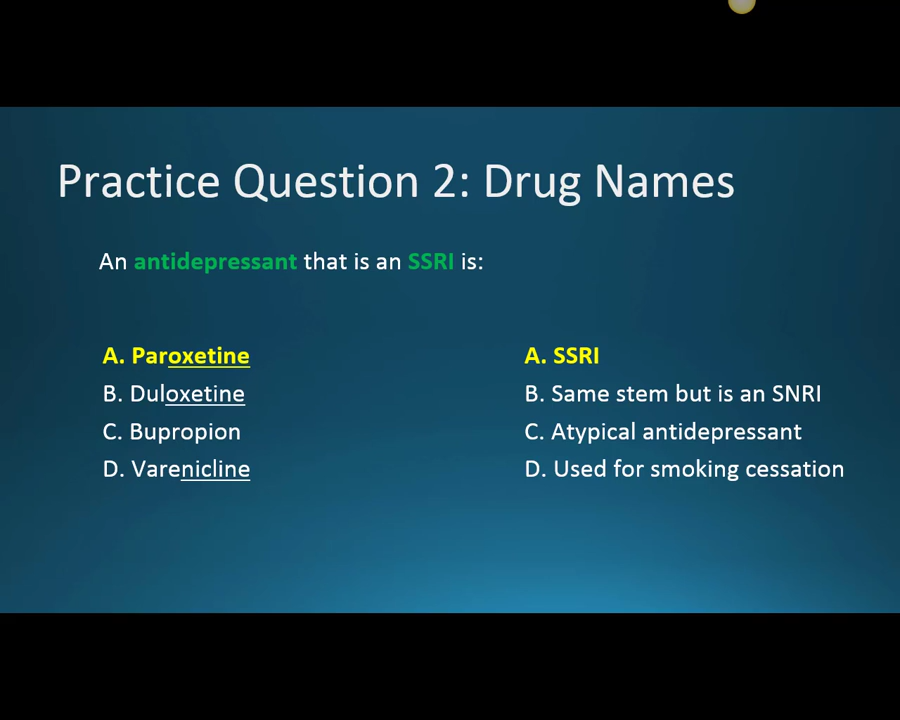 Practice Question 2: Drug Names
An antidepressant that is an SSRI is:
A. Paroxetine
B. Duloxetine
C. Bupropion
D. Varenicline
A. SSRI
B. Same stem but is an SNRI
C. Atypical antidepressant
D. Used for smoking cessation